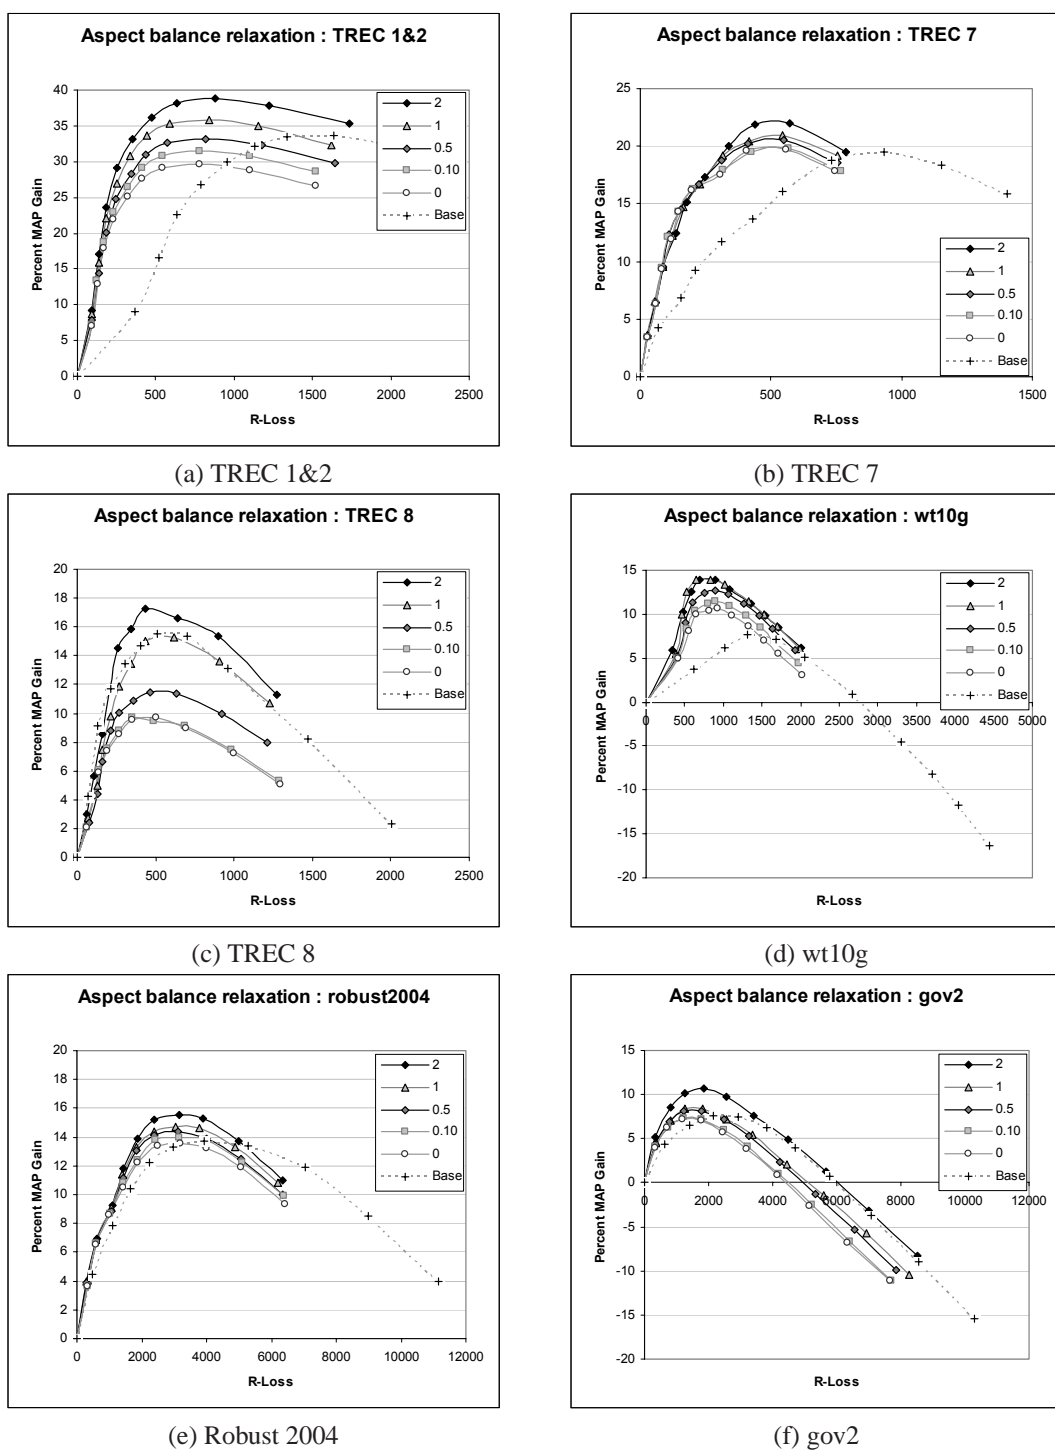 Aspect balance relaxation : TREC 1&2
Percent MAP Gain
40
35
30
25
20
15
10
5
0
0 500 1000 1500 2000 2500
R-Loss
2
1
0.5
0.10
0
Base
(a) TREC 1&2
Aspect balance relaxation : TREC 7
Percent MAP Gain
25
20
15
10
5
0
0 500 1000 1500
R-Loss
2
1
0.5
0.10
0
Base
(b) TREC 7
Aspect balance relaxation : TREC 8
Percent MAP Gain
20
18
16
14
12
10
8
6
4
2
0
0 500 1000 1500 2000 2500
R-Loss
2
1
0.5
0.10
0
Base
(c) TREC 8
Aspect balance relaxation : wt10g
Percent MAP Gain
15
10
5
0
-5
-10
-15
-20
0 500 1000 1500 2000 2500 3000 3500 4000 4500 5000
R-Loss
2
1
0.5
0.10
0
Base
(d) wt10g
Aspect balance relaxation : robust2004
Percent MAP Gain
20
18
16
14
12
10
8
6
4
2
0
0 2000 4000 6000 8000 10000 12000
R-Loss
2
1
0.5
0.10
0
Base
(e) Robust 2004
Aspect balance relaxation : gov2
Percent MAP Gain
15
10
5
0
-5
-10
-15
-20
0 2000 4000 6000 8000 10000 12000
R-Loss
2
1
0.5
0.10
0
Base
(f) gov2